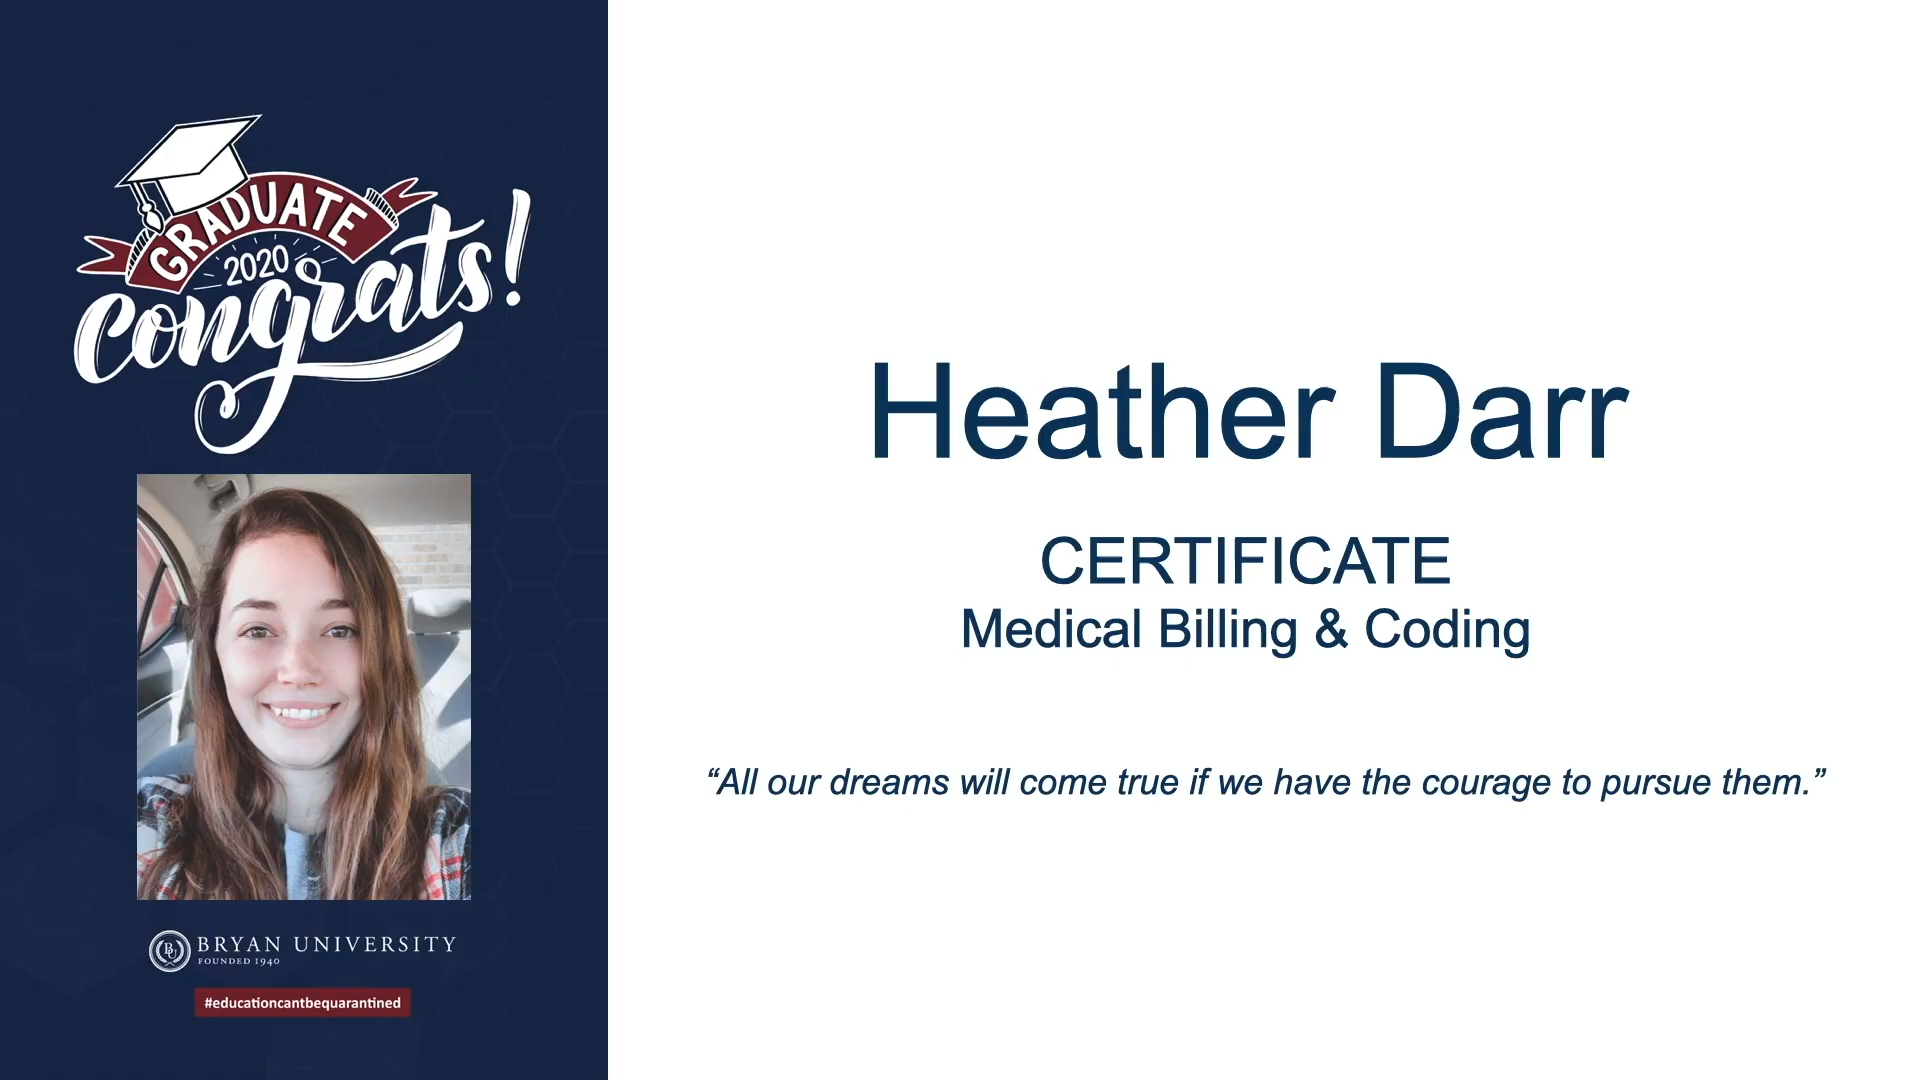 GRADUATE
2020
congrats!
BU
BRYAN UNIVERSITY
FOUNDED 1940
#educationcantbequarantined
Heather Darr
CERTIFICATE
Medical Billing & Coding
“All our dreams will come true if we have the courage to pursue them.”